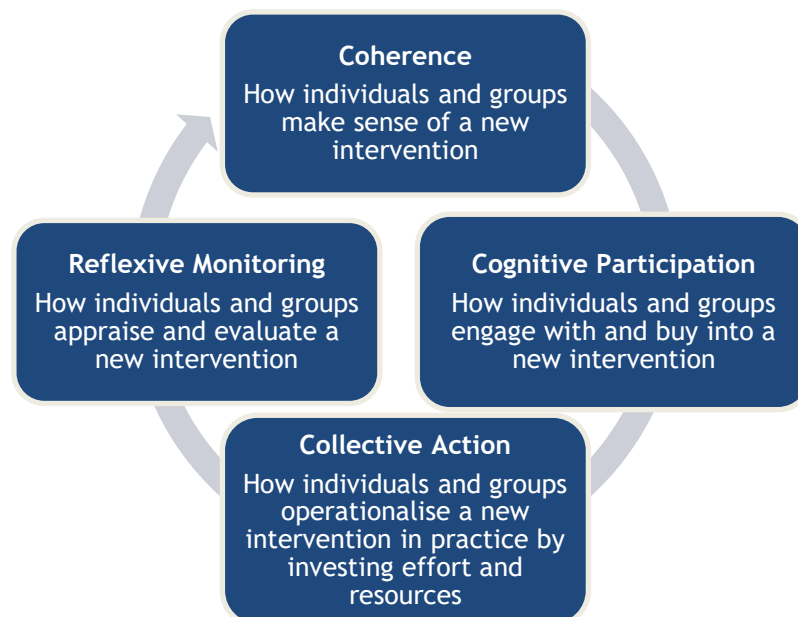 Coherence
How individuals and groups
make sense of a new
intervention
Cognitive Participation
How individuals and groups
engage with and buy into a
new intervention
Collective Action
How individuals and groups
operationalise a new
intervention in practice by
investing effort and
resources
Reflexive Monitoring
How individuals and groups
appraise and evaluate a
new intervention